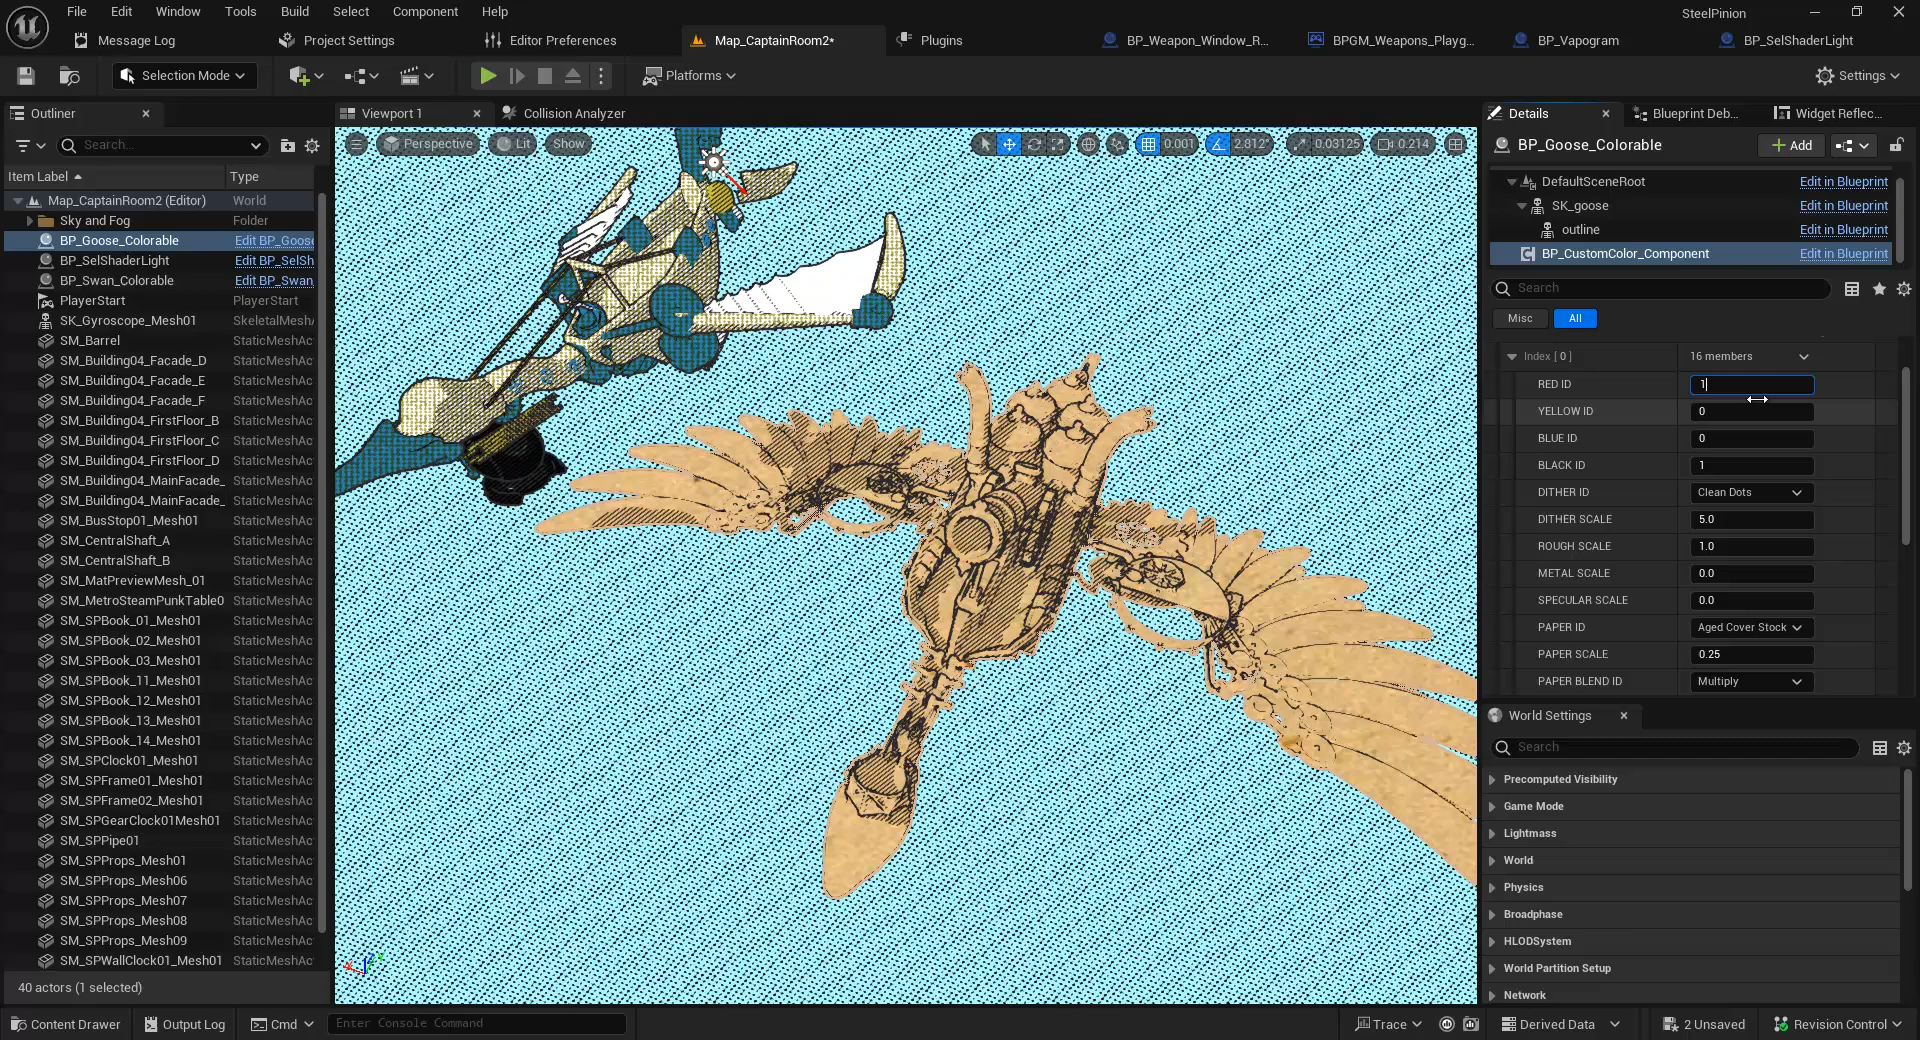 File Edit Window Tools Build Select Component Help
SteelPinion
Message Log
Project Settings
Editor Preferences
Map_CaptainRoom2*
Plugins
BP_Weapon_Window_R...
BPGM_Weapons_Playg...
BP_Vapogram
BP_SelShaderLight
Selection Mode
Platforms
Settings
Outliner
Search...
Item Label Type
Map_CaptainRoom2 (Editor) World
Sky and Fog Folder
BP_Goose_Colorable Edit BP_Goose
BP_SelShaderLight Edit BP_SelSh
BP_Swan_Colorable Edit BP_Swan_
PlayerStart PlayerStart
SK_Gyroscope_Mesh01 SkeletalMeshA
SM_Barrel StaticMeshAc
SM_Building04_Facade_D StaticMeshAc
SM_Building04_Facade_E StaticMeshAc
SM_Building04_Facade_F StaticMeshAc
SM_Building04_FirstFloor_B StaticMeshAc
SM_Building04_FirstFloor_C StaticMeshAc
SM_Building04_FirstFloor_D StaticMeshAc
SM_Building04_MainFacade_ StaticMeshAc
SM_Building04_MainFacade_ StaticMeshAc
SM_BusStop01_Mesh01 StaticMeshAc
SM_CentralShaft_A StaticMeshAc
SM_CentralShaft_B StaticMeshAc
SM_MatPreviewMesh_01 StaticMeshAc
SM_MetroSteamPunkTable0 StaticMeshAc
SM_SPBook_01_Mesh01 StaticMeshAc
SM_SPBook_02_Mesh01 StaticMeshAc
SM_SPBook_03_Mesh01 StaticMeshAc
SM_SPBook_11_Mesh01 StaticMeshAc
SM_SPBook_12_Mesh01 StaticMeshAc
SM_SPBook_13_Mesh01 StaticMeshAc
SM_SPBook_14_Mesh01 StaticMeshAc
SM_SPClock01_Mesh01 StaticMeshAc
SM_SPFrame01_Mesh01 StaticMeshAc
SM_SPFrame02_Mesh01 StaticMeshAc
SM_SPGearClock01Mesh01 StaticMeshAc
SM_SPPipe01 StaticMeshAc
SM_SPProps_Mesh01 StaticMeshAc
SM_SPProps_Mesh06 StaticMeshAc
SM_SPProps_Mesh07 StaticMeshAc
SM_SPProps_Mesh08 StaticMeshAc
SM_SPProps_Mesh09 StaticMeshAc
SM_SPWallClock01_Mesh01 StaticMeshAc
40 actors (1 selected)
Viewport 1
Collision Analyzer
Perspective Lit Show
0.001 2.812° 0.03125 0.214
Details
Blueprint Deb...
Widget Reflec...
BP_Goose_Colorable
Add
DefaultSceneRoot Edit in Blueprint
SK_goose Edit in Blueprint
outline Edit in Blueprint
BP_CustomColor_Component Edit in Blueprint
Search
Misc All
Index [ 0 ] 16 members
RED ID 1
YELLOW ID 0
BLUE ID 0
BLACK ID 1
DITHER ID Clean Dots
DITHER SCALE 5.0
ROUGH SCALE 1.0
METAL SCALE 0.0
SPECULAR SCALE 0.0
PAPER ID Aged Cover Stock
PAPER SCALE 0.25
PAPER BLEND ID Multiply
World Settings
Search
Precomputed Visibility
Game Mode
Lightmass
World
Physics
Broadphase
HLODSystem
World Partition Setup
Network
Content Drawer Output Log Cmd Enter Console Command
Trace Derived Data 2 Unsaved Revision Control